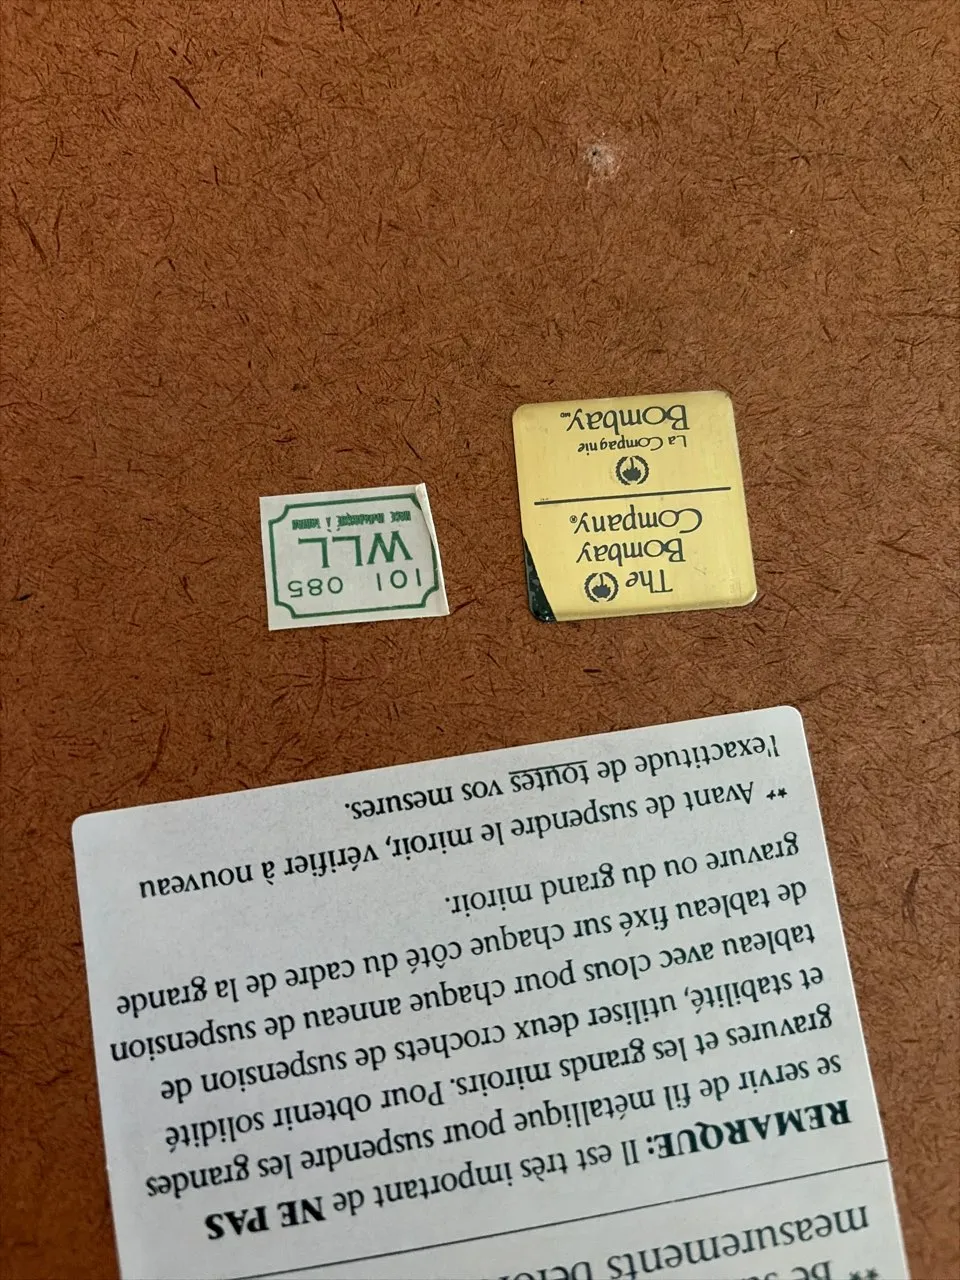 ** Be
measurements
REMARQUE: Il est très important de NE PAS
se servir de fil métallique pour suspendre les grandes
gravures et les grands miroirs. Pour obtenir solidité
et stabilité, utiliser deux crochets de suspension de
tableau avec clous pour chaque anneau de suspension
de tableau fixé sur chaque côté du cadre de la grande
gravure ou du grand miroir.
** Avant de suspendre le miroir, vérifier à nouveau
l'exactitude de toutes vos mesures.
The
Bombay
Company®
La Compagnie
Bombay MD
101 085
WLL